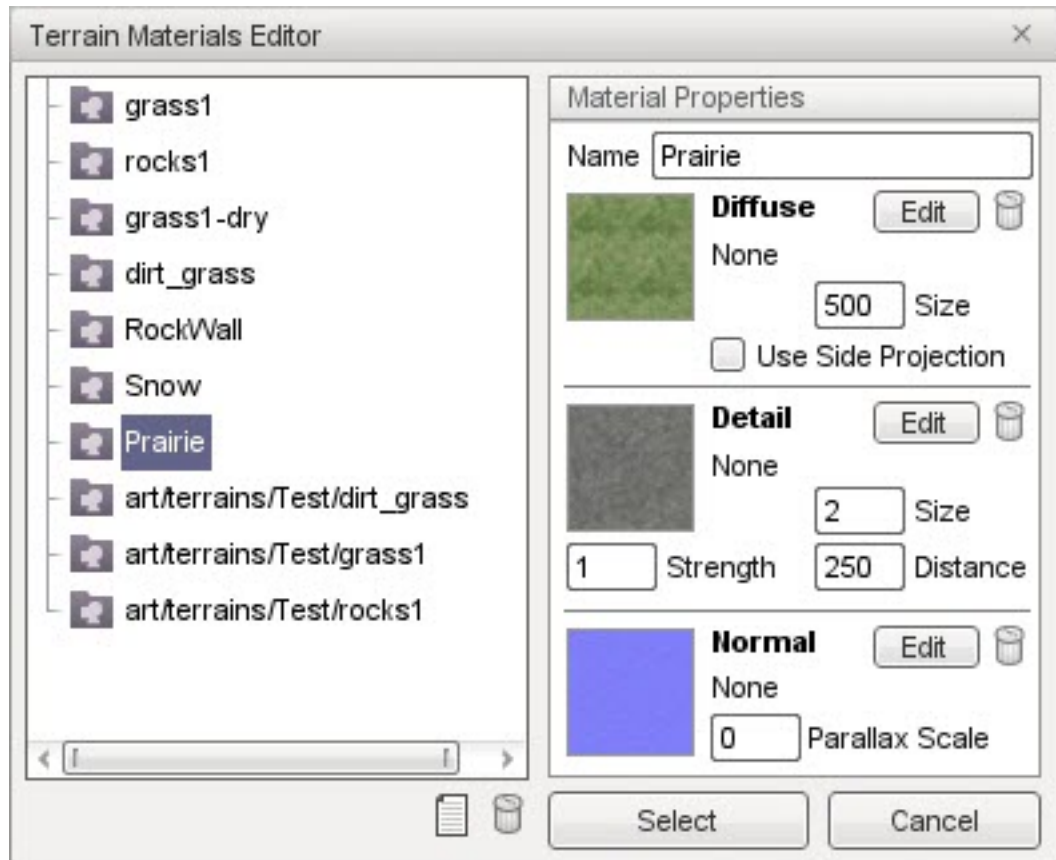 Terrain Materials Editor
grass1
rocks1
grass1-dry
dirt_grass
RockWall
Snow
Prairie
art/terrains/Test/dirt_grass
art/terrains/Test/grass1
art/terrains/Test/rocks1
Material Properties
Name Prairie
Diffuse Edit
None
500 Size
Use Side Projection
Detail Edit
None
2 Size
1 Strength 250 Distance
Normal Edit
None
0 Parallax Scale
Select Cancel